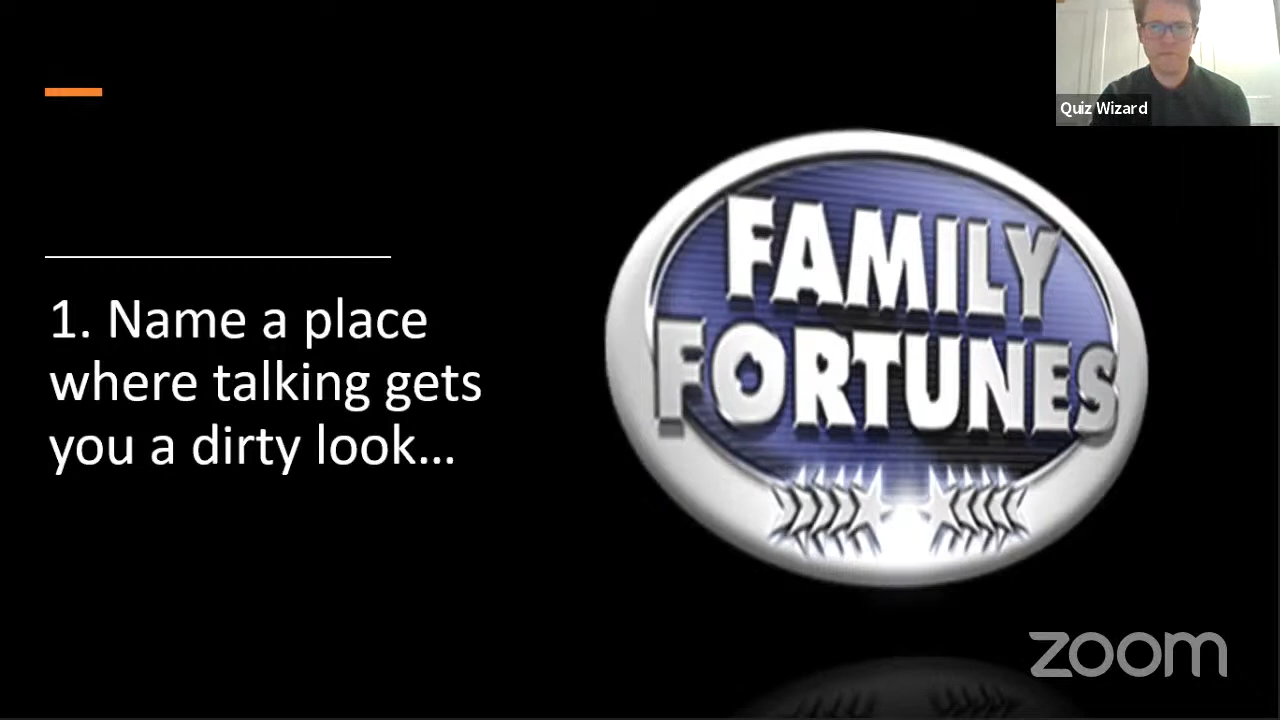 Quiz Wizard
FAMILY
FORTUNES
1. Name a place
where talking gets
you a dirty look...
zoom